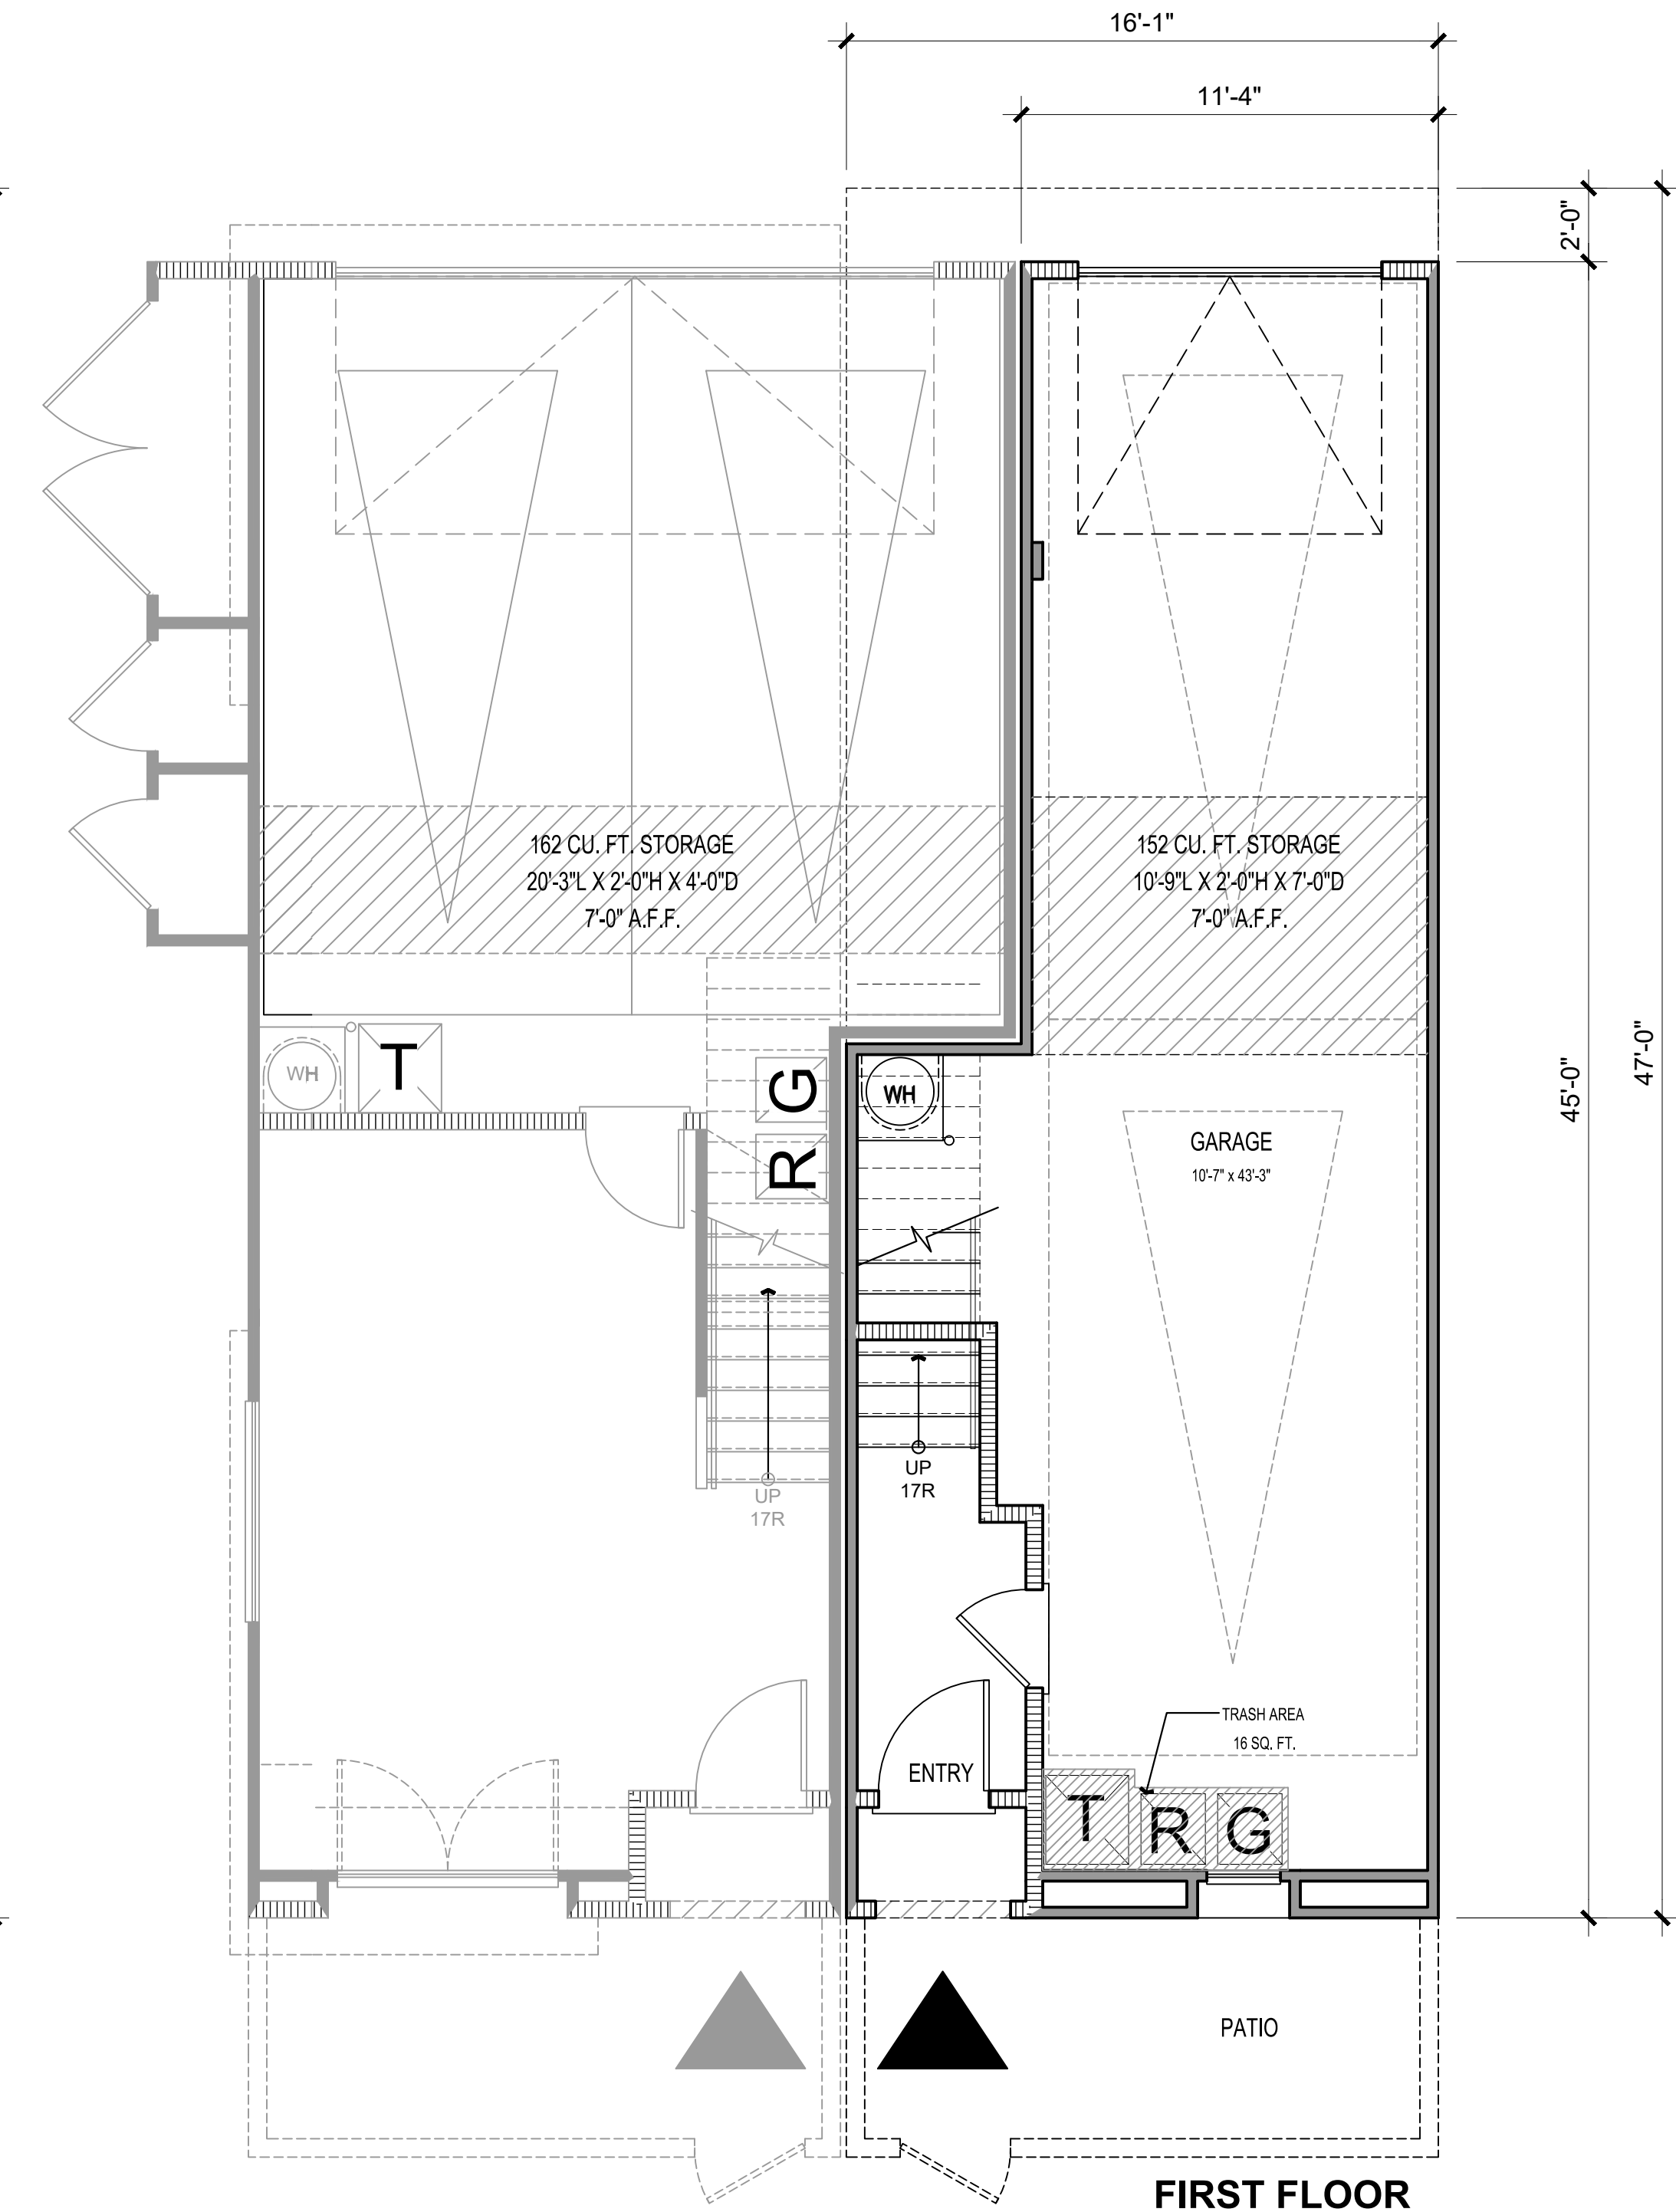 16'-1"
11'-4"
2'-0"
162 CU. FT. STORAGE
20'-3"L X 2'-0"H X 4'-0"D
7'-0" A.F.F.
152 CU. FT. STORAGE
10'-9"L X 2'-0"H X 7'-0"D
7'-0" A.F.F.
45'-0"
47'-0"
WH
T
G
R
WH
GARAGE
10'-7" x 43'-3"
UP
17R
UP
17R
TRASH AREA
16 SQ. FT.
ENTRY
T
R
G
PATIO
FIRST FLOOR